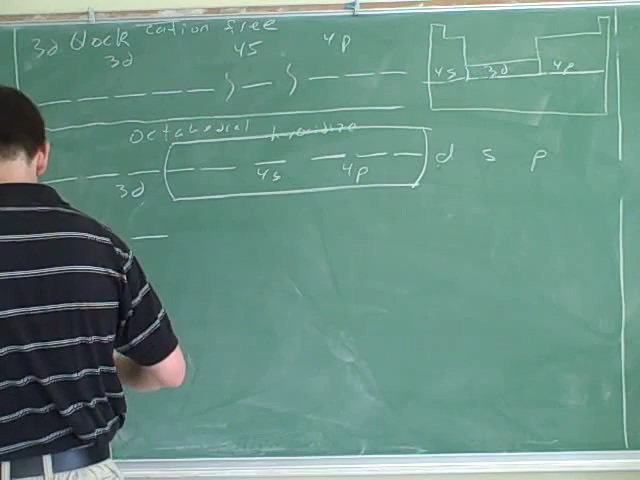 3d block cation free
3d 4s 4p
4s 3d 4p
Octahedral
3d 4s 4p
d s p